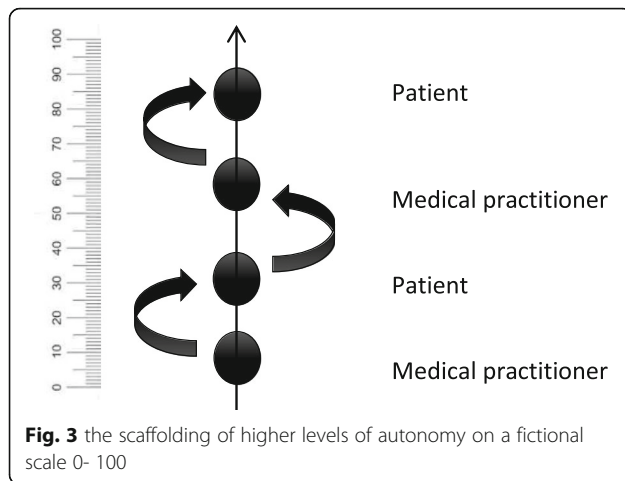 100
90
80
70
60
50
40
30
20
10
0
Patient
Medical practitioner
Patient
Medical practitioner
Fig. 3 the scaffolding of higher levels of autonomy on a fictional
scale 0- 100